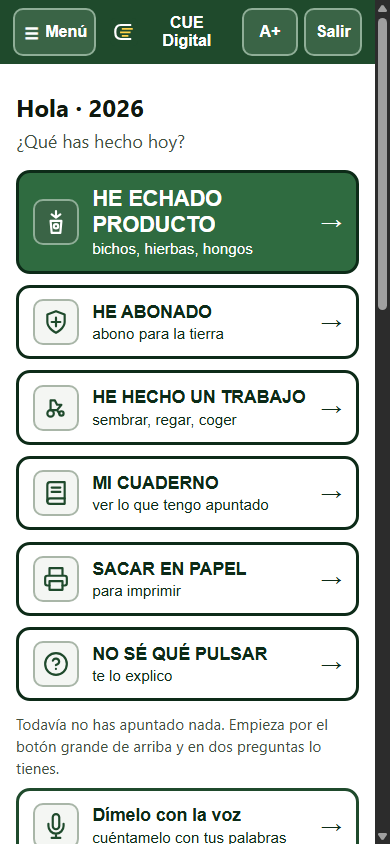 Menú
CUE
Digital
A+
Salir
Hola · 2026
¿Qué has hecho hoy?
HE ECHADO
PRODUCTO
bichos, hierbas, hongos
HE ABONADO
abono para la tierra
HE HECHO UN TRABAJO
sembrar, regar, coger
MI CUADERNO
ver lo que tengo apuntado
SACAR EN PAPEL
para imprimir
NO SÉ QUÉ PULSAR
te lo explico
Todavía no has apuntado nada. Empieza por el
botón grande de arriba y en dos preguntas lo
tienes.
Dímelo con la voz
cuéntamelo con tus palabras